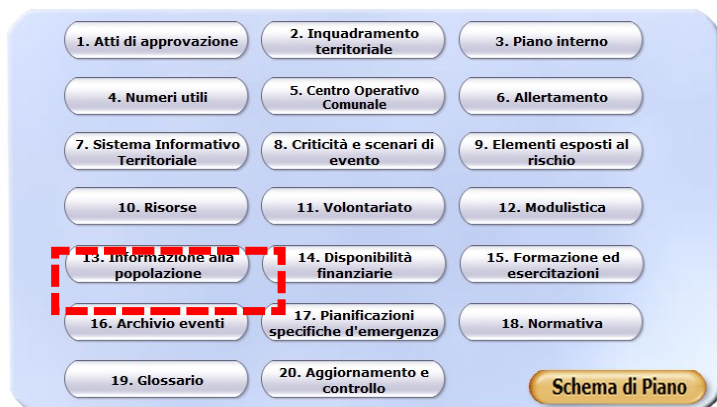 1. Atti di approvazione
2. Inquadramento
territoriale
3. Piano interno
4. Numeri utili
5. Centro Operativo
Comunale
6. Allertamento
7. Sistema Informativo
Territoriale
8. Criticità e scenari di
evento
9. Elementi esposti al
rischio
10. Risorse
11. Volontariato
12. Modulistica
13. Informazione alla
popolazione
14. Disponibilità
finanziarie
15. Formazione ed
esercitazioni
16. Archivio eventi
17. Pianificazioni
specifiche d'emergenza
18. Normativa
19. Glossario
20. Aggiornamento e
controllo
Schema di Piano